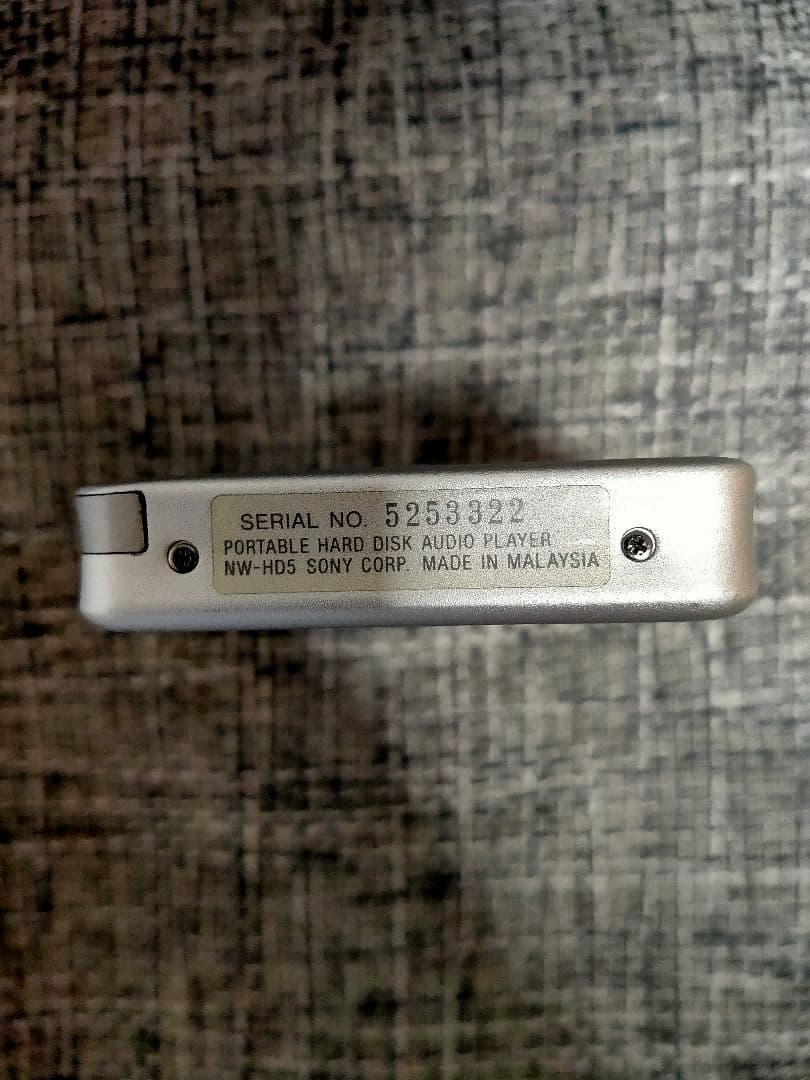 SERIAL NO. 5253322
PORTABLE HARD DISK AUDIO PLAYER
NW-HD5 SONY CORP. MADE IN MALAYSIA